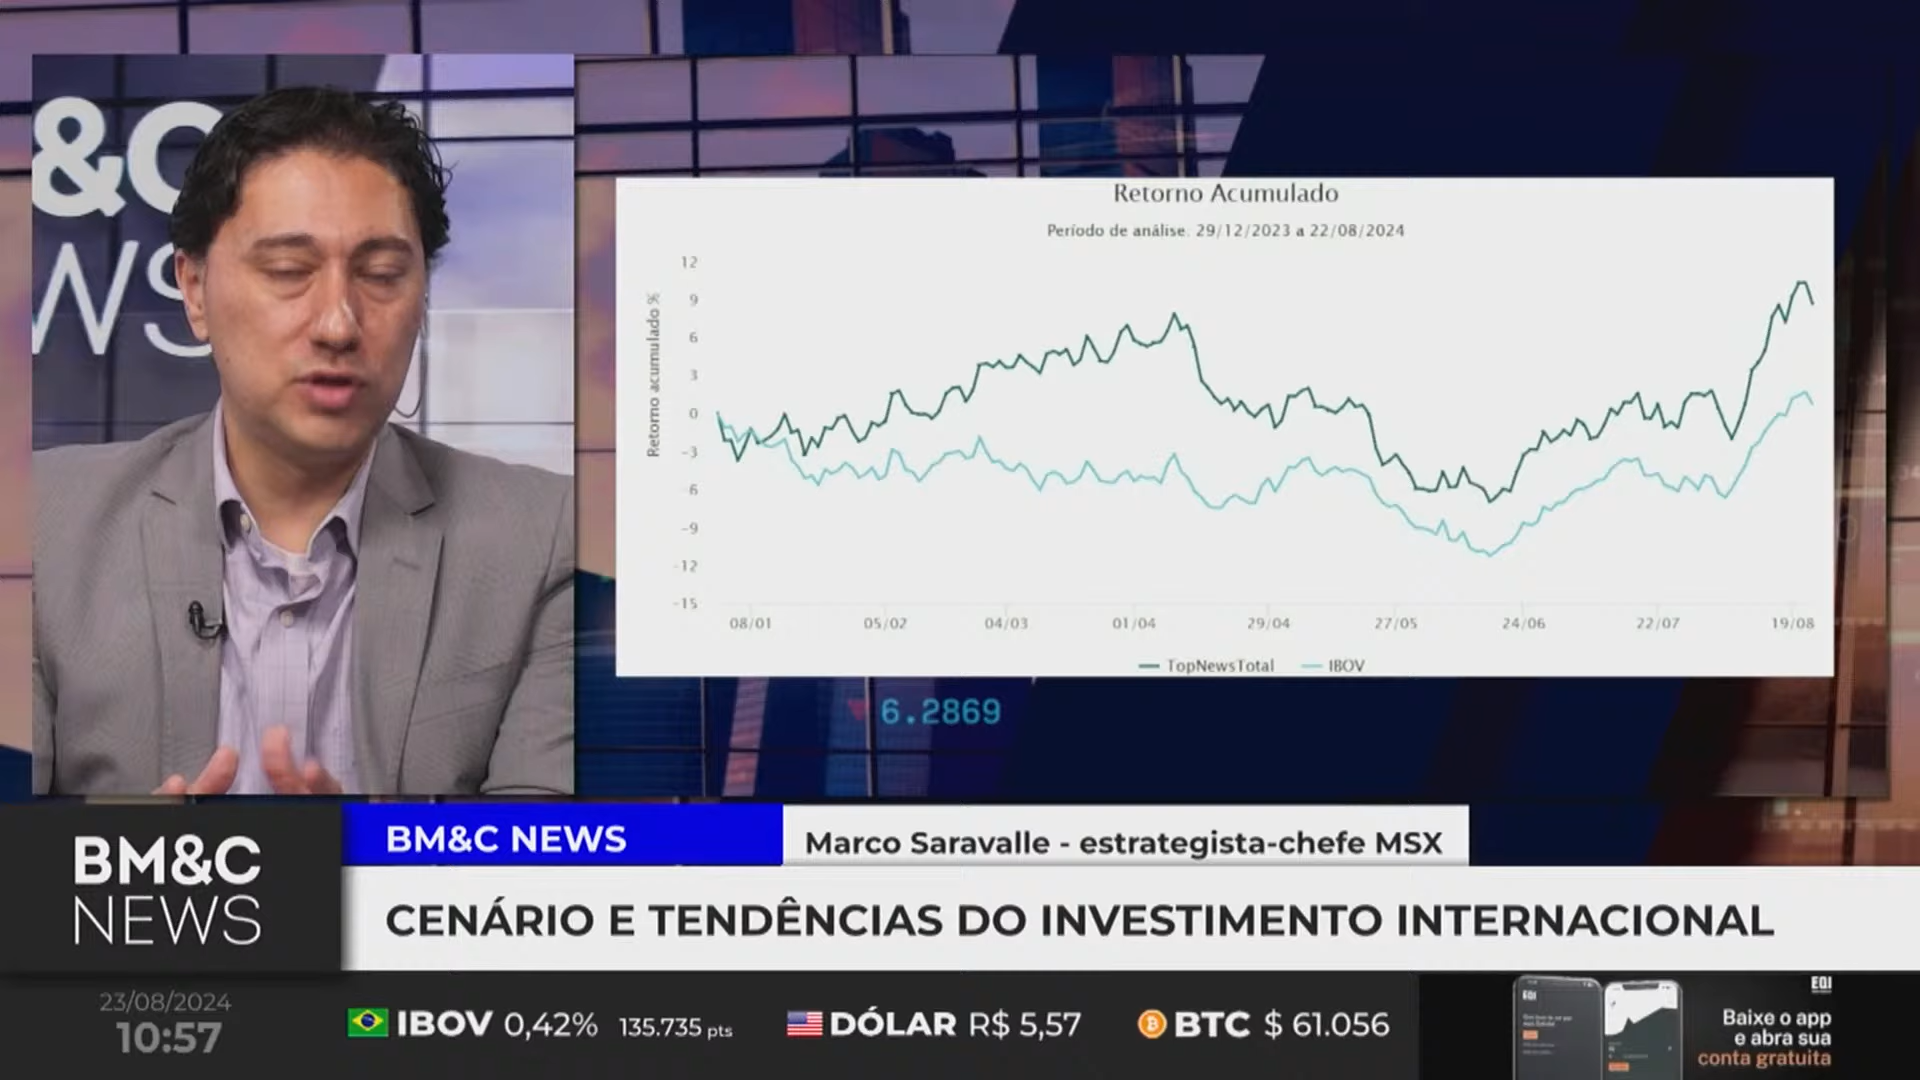 &C
WS
Retorno Acumulado
Período de análise. 29/12/2023 a 22/08/2024
Retorno acumulado %
12
9
6
3
0
-3
-6
-9
-12
-15
08/01 05/02 04/03 01/04 29/04 27/05 24/06 22/07 19/08
TopNewsTotal IBOV
6.2869
BM&C NEWS
BM&C NEWS
Marco Saravalle - estrategista-chefe MSX
CENÁRIO E TENDÊNCIAS DO INVESTIMENTO INTERNACIONAL
23/08/2024
10:57
IBOV 0,42% 135.735 pts DÓLAR R$ 5,57 BTC $ 61.056
EQI
EQI
Baixe o app
e abra sua
conta gratuita